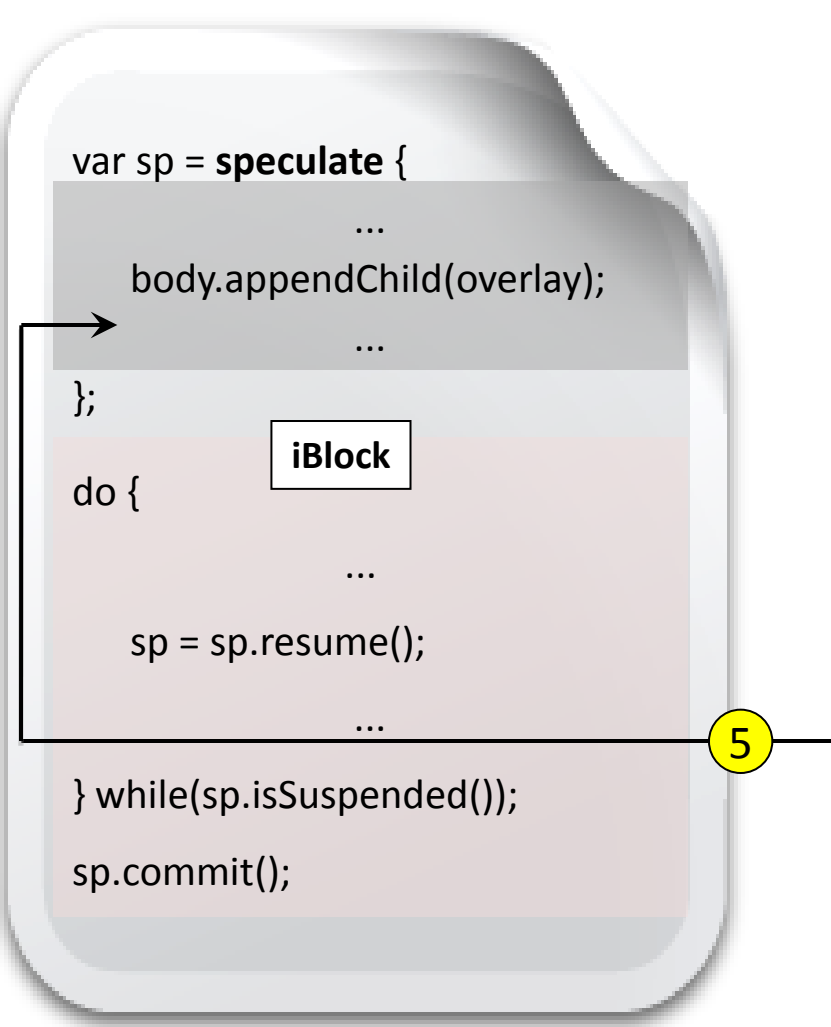 var sp = speculate {
...
body.appendChild(overlay);
...
};
iBlock
do {
...
sp = sp.resume();
...
5
} while(sp.isSuspended());
sp.commit();